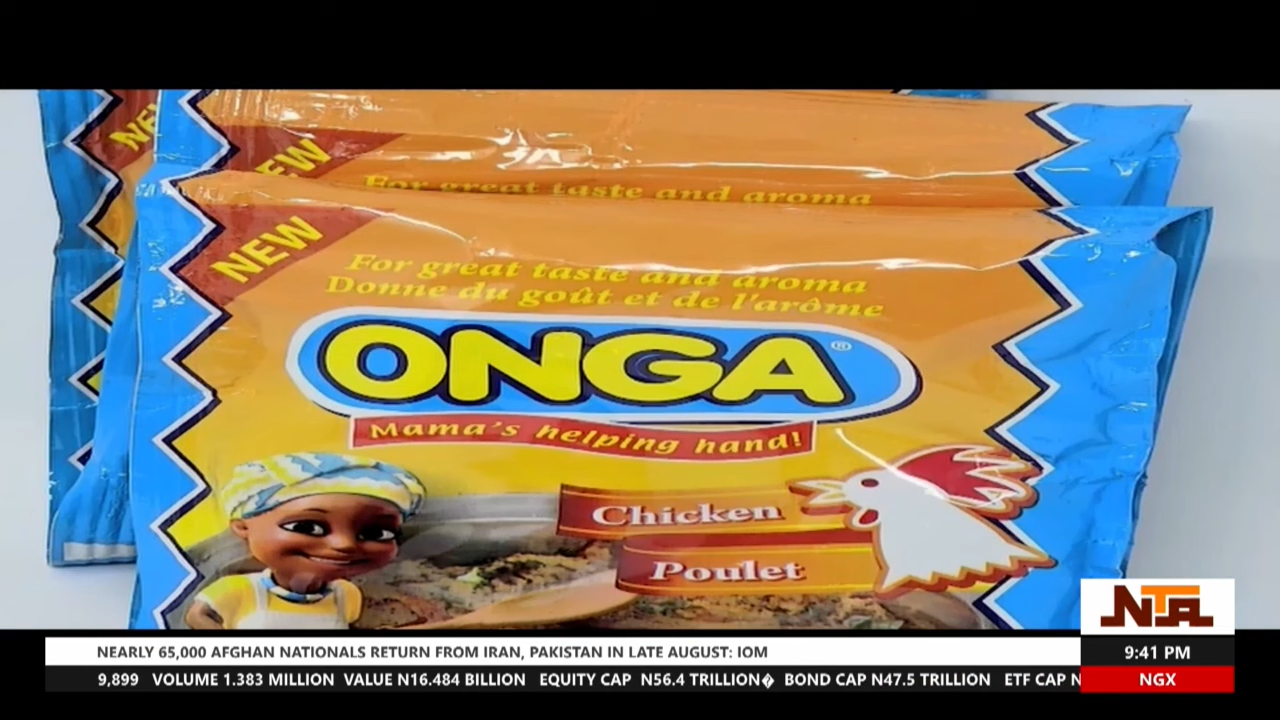 NEW
NEW
For great taste and aroma
NEW
For great taste and aroma
Donne du goût et de l'arôme
ONGA®
Mama's helping hand!
Chicken
Poulet
NTA
NEARLY 65,000 AFGHAN NATIONALS RETURN FROM IRAN, PAKISTAN IN LATE AUGUST: IOM
9:41 PM
9,899 VOLUME 1.383 MILLION VALUE N16.484 BILLION EQUITY CAP N56.4 TRILLION� BOND CAP N47.5 TRILLION ETF CAP N
NGX